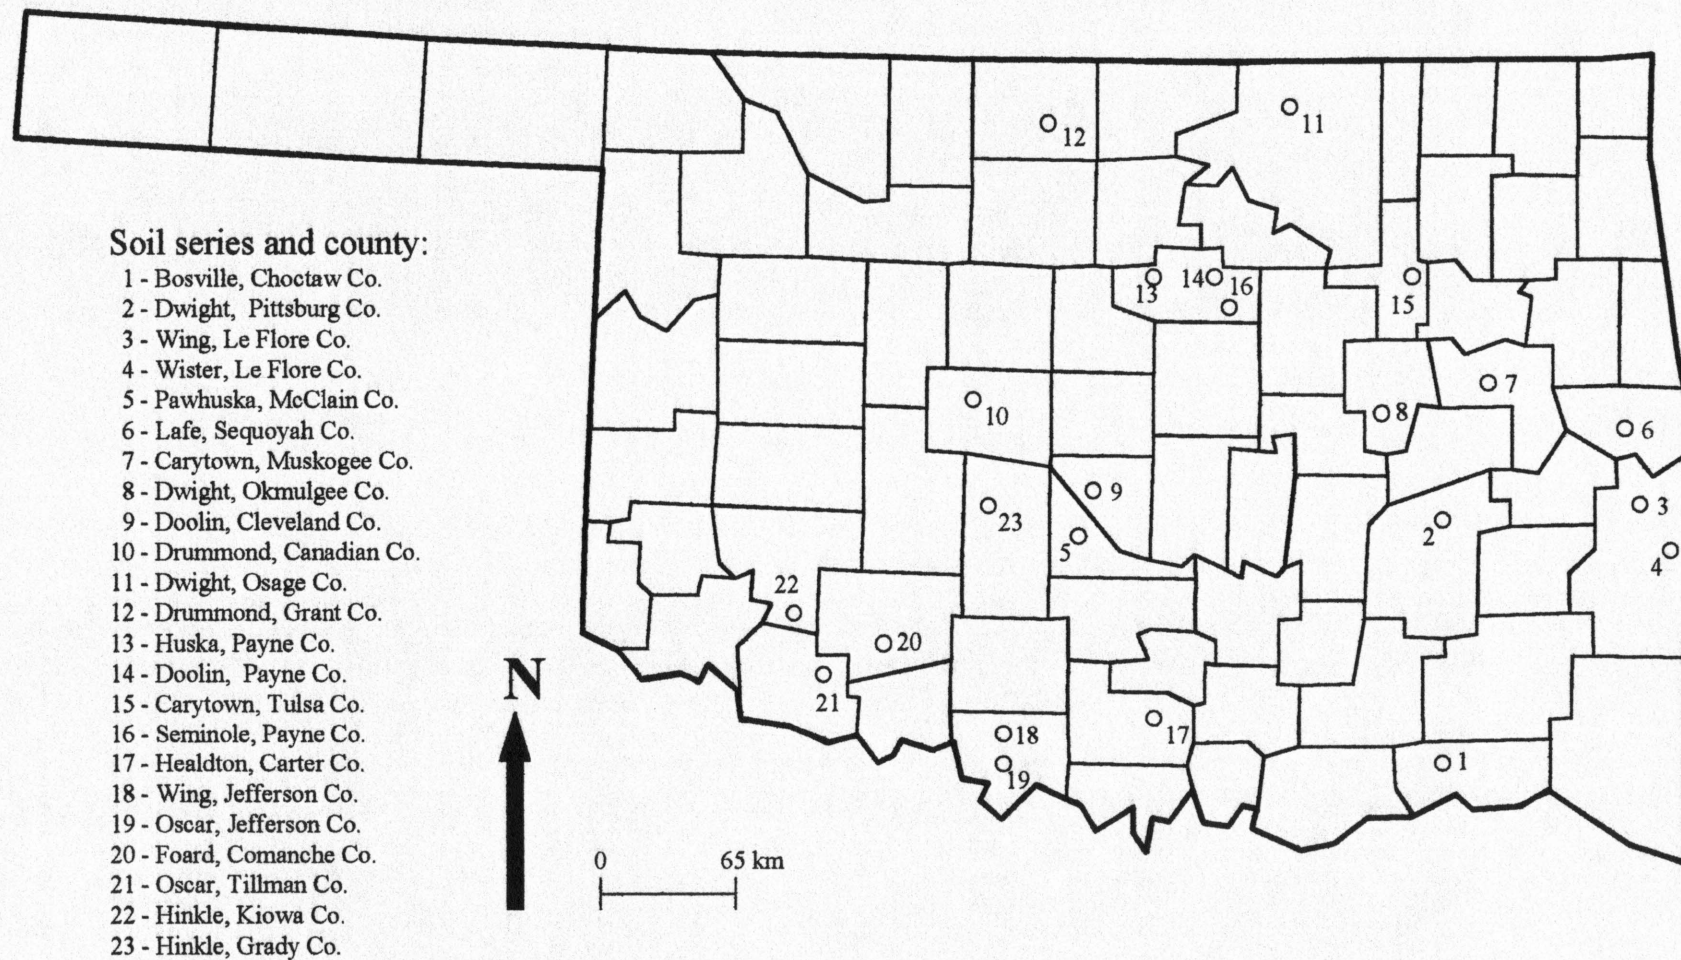 Soil series and county:
1 - Bosville, Choctaw Co.
2 - Dwight, Pittsburg Co.
3 - Wing, Le Flore Co.
4 - Wister, Le Flore Co.
5 - Pawhuska, McClain Co.
6 - Lafe, Sequoyah Co.
7 - Carytown, Muskogee Co.
8 - Dwight, Okmulgee Co.
9 - Doolin, Cleveland Co.
10 - Drummond, Canadian Co.
11 - Dwight, Osage Co.
12 - Drummond, Grant Co.
13 - Huska, Payne Co.
14 - Doolin, Payne Co.
15 - Carytown, Tulsa Co.
16 - Seminole, Payne Co.
17 - Healdton, Carter Co.
18 - Wing, Jefferson Co.
19 - Oscar, Jefferson Co.
20 - Foard, Comanche Co.
21 - Oscar, Tillman Co.
22 - Hinkle, Kiowa Co.
23 - Hinkle, Grady Co.
N
0 65 km
12
11
13
14
16
15
10
7
8
6
9
23
5
2
3
4
22
20
21
18
19
17
1